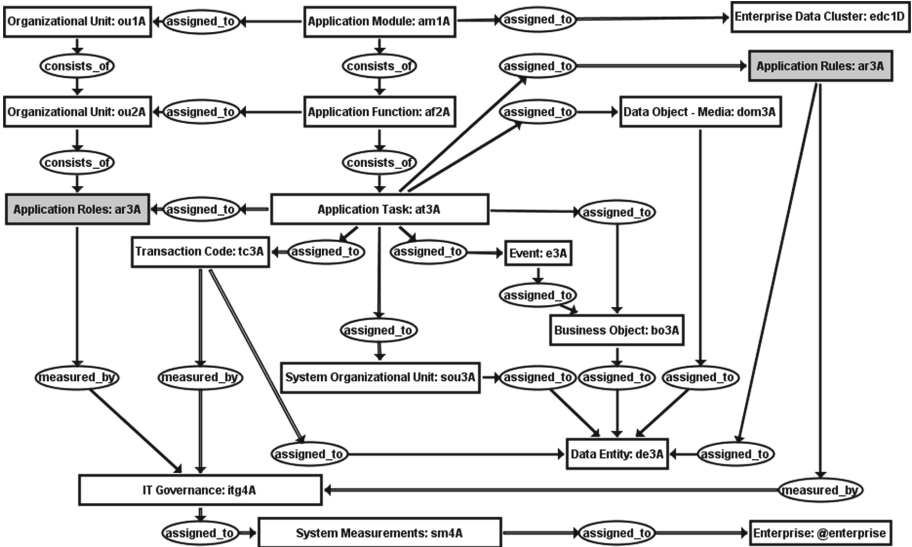 Organizational Unit: ou1A
assigned_to
Application Module: am1A
assigned_to
Enterprise Data Cluster: edc1D
consists_of
consists_of
assigned_to
Application Rules: ar3A
Organizational Unit: ou2A
assigned_to
Application Function: af2A
assigned_to
Data Object - Media: dom3A
consists_of
consists_of
Application Roles: ar3A
assigned_to
Application Task: at3A
assigned_to
Transaction Code: tc3A
assigned_to
assigned_to
Event: e3A
assigned_to
assigned_to
Business Object: bo3A
measured_by
measured_by
System Organizational Unit: sou3A
assigned_to
assigned_to
assigned_to
assigned_to
Data Entity: de3A
assigned_to
IT Governance: itg4A
measured_by
assigned_to
System Measurements: sm4A
assigned_to
Enterprise: @enterprise